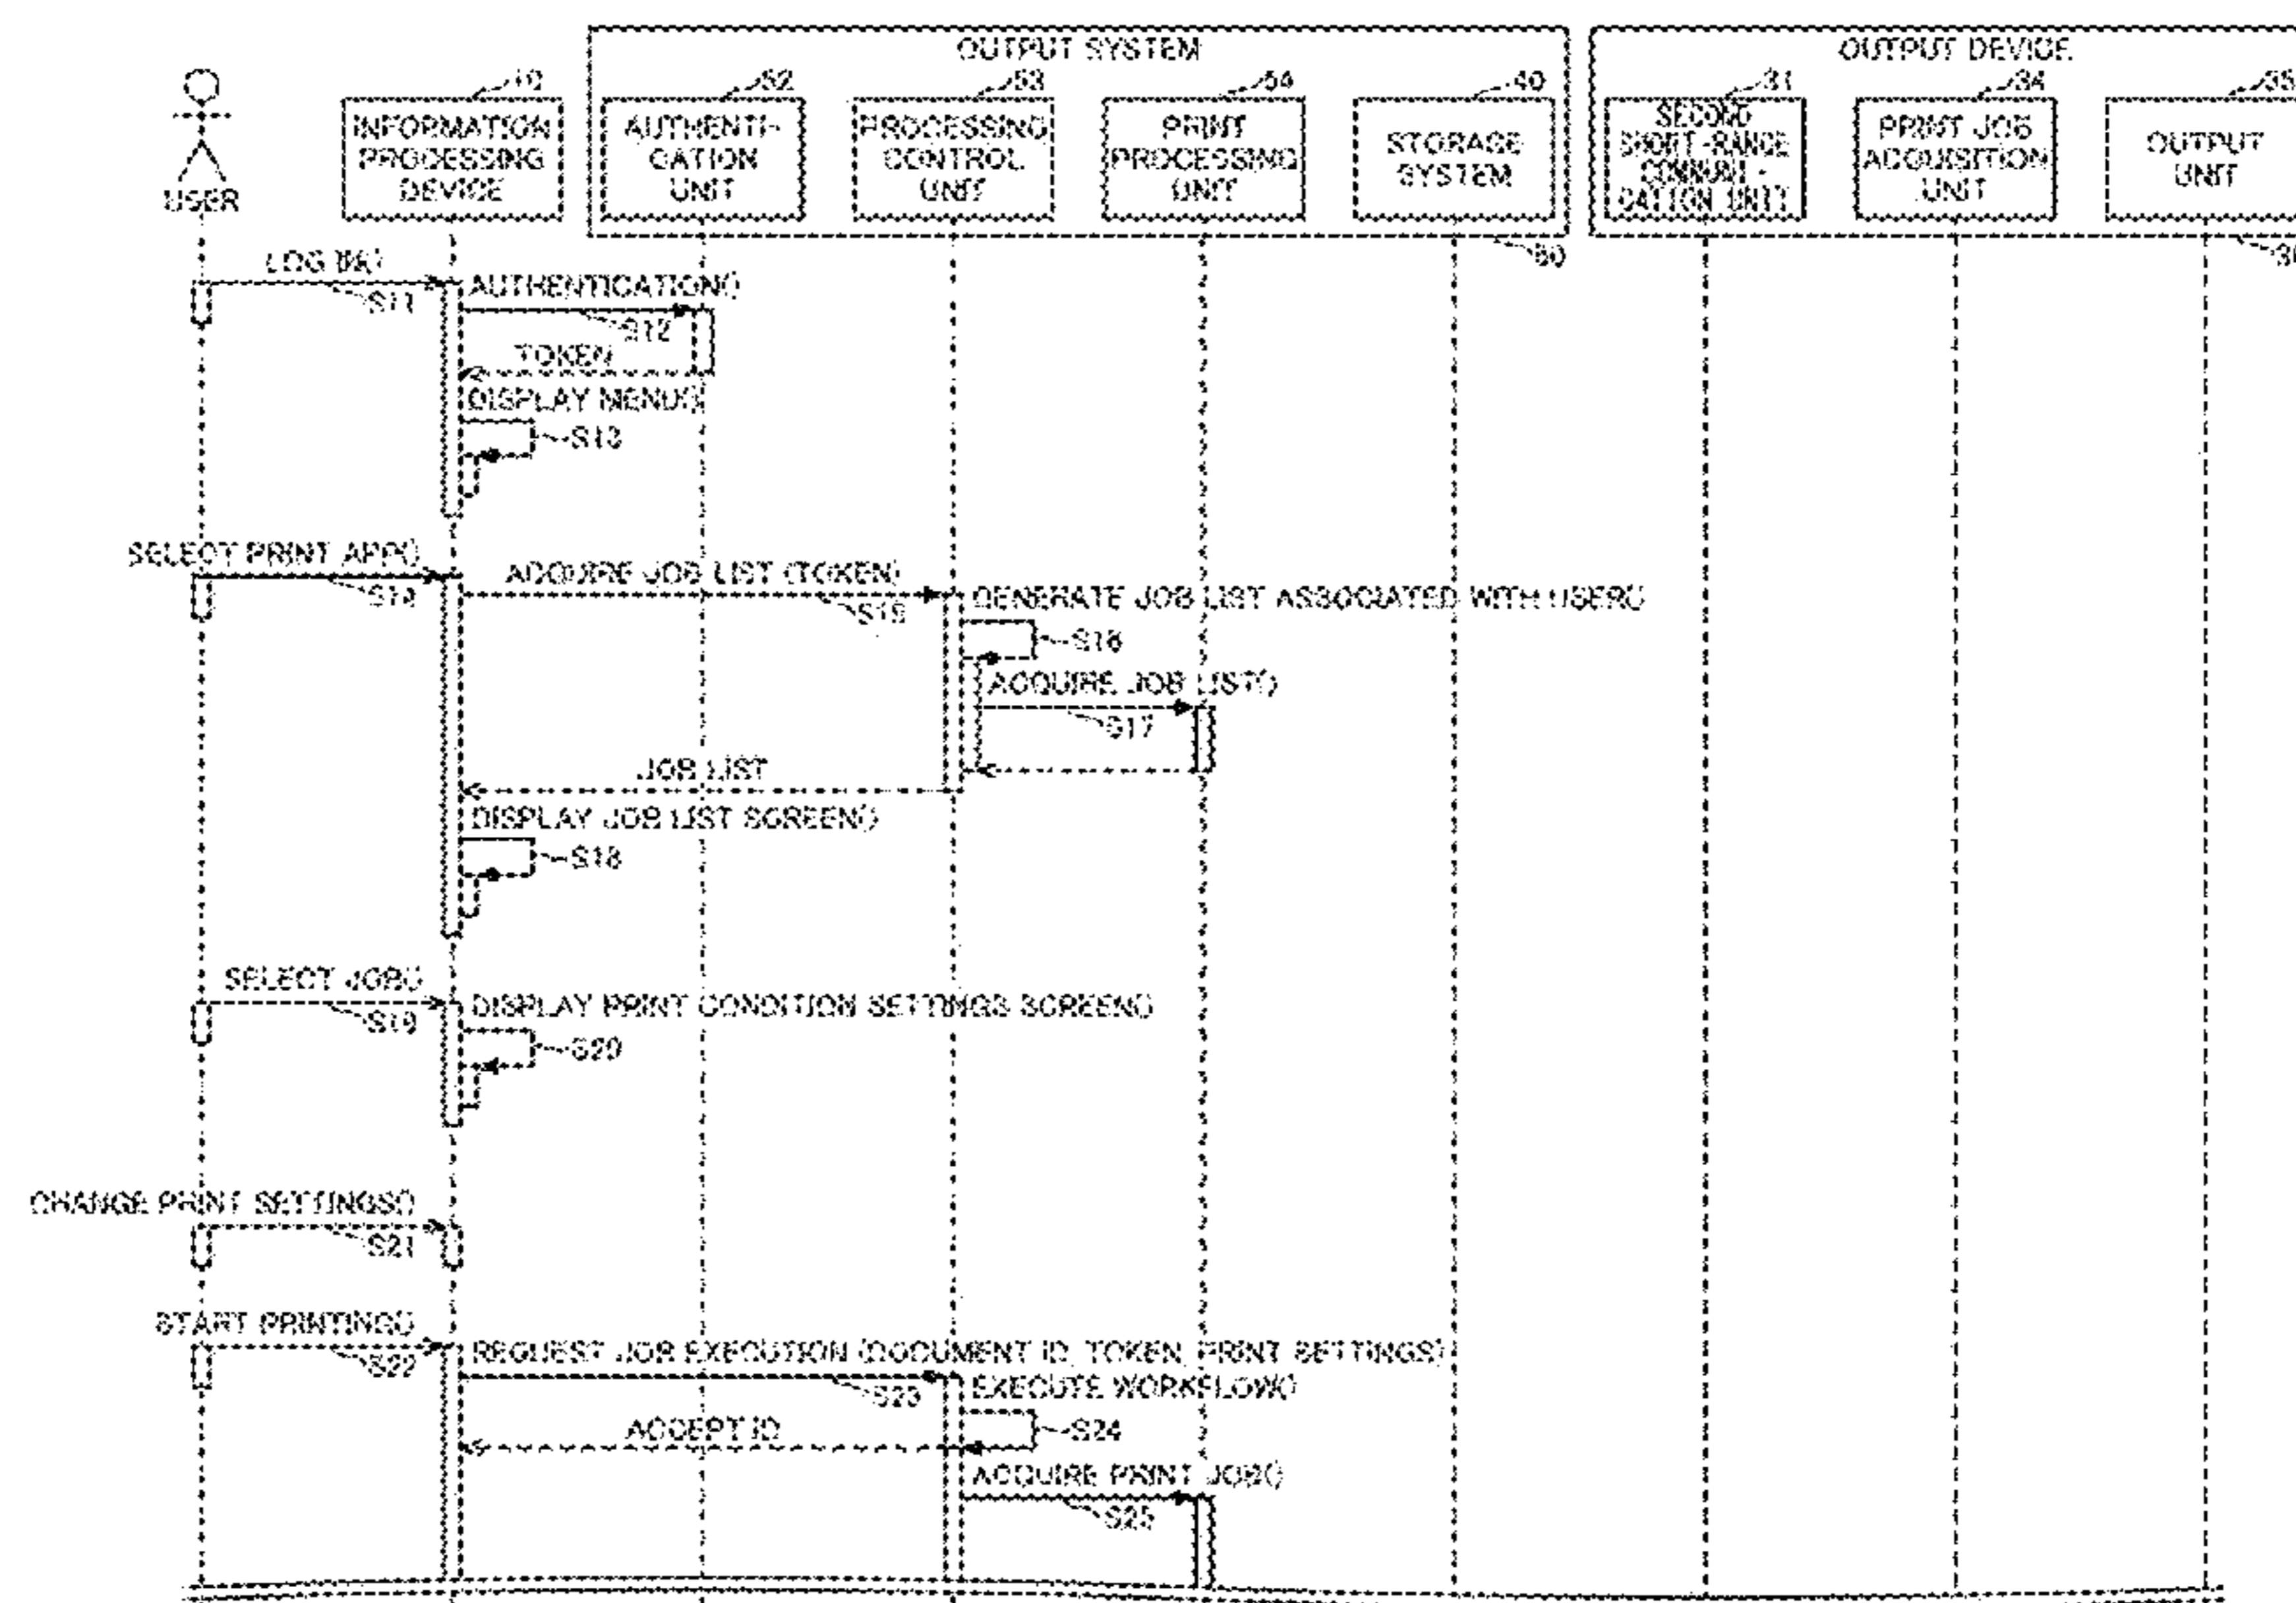 OUTPUT SYSTEM
OUTPUT DEVICE
10
52
53
54
40
31
34
35
USER
INFORMATION
PROCESSING
DEVICE
AUTHENTI-
CATION
UNIT
PROCESSING
CONTROL
UNIT
PRINT
PROCESSING
UNIT
STORAGE
SYSTEM
SECOND
SHORT-RANGE
COMMUNI-
CATION UNIT
PRINT JOB
ACQUISITION
UNIT
OUTPUT
UNIT
LOG IN()
S11
AUTHENTICATION()
S12
TOKEN
DISPLAY MENU()
S13
SELECT PRINT APP()
S14
ACQUIRE JOB LIST (TOKEN)
S15
GENERATE JOB LIST ASSOCIATED WITH USER()
S16
ACQUIRE JOB LIST()
S17
JOB LIST
DISPLAY JOB LIST SCREEN()
S18
SELECT JOB()
S19
DISPLAY PRINT CONDITION SETTINGS SCREEN()
S20
CHANGE PRINT SETTINGS()
S21
START PRINTING()
S22
REQUEST JOB EXECUTION (DOCUMENT ID, TOKEN, PRINT SETTINGS)
S23
EXECUTE WORKFLOW()
S24
ACCEPT ID
ACQUIRE PRINT JOB()
S25